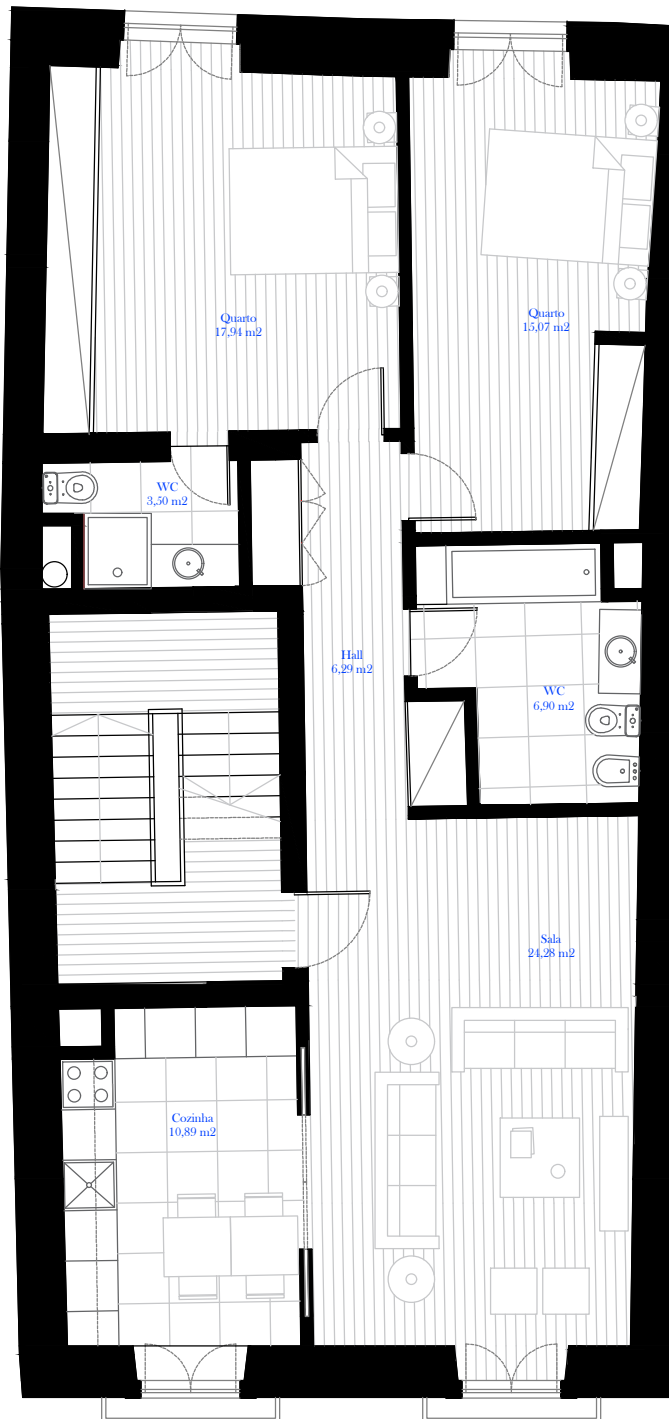 Quarto
17,94 m2
Quarto
15,07 m2
WC
3,50 m2
Hall
6,29 m2
WC
6,90 m2
Sala
24,28 m2
Cozinha
10,89 m2